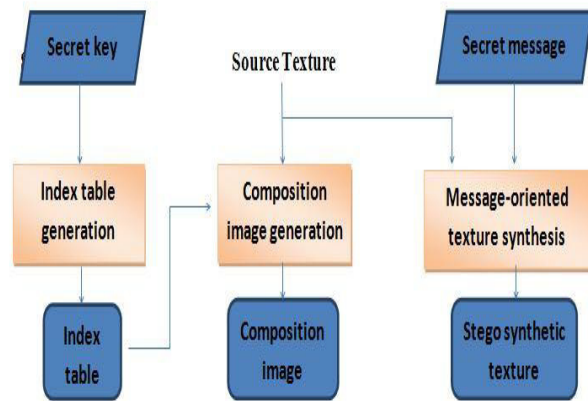 Secret key
Source Texture
Secret message
Index table
generation
Composition
image generation
Message-oriented
texture synthesis
Index
table
Composition
image
Stego synthetic
texture